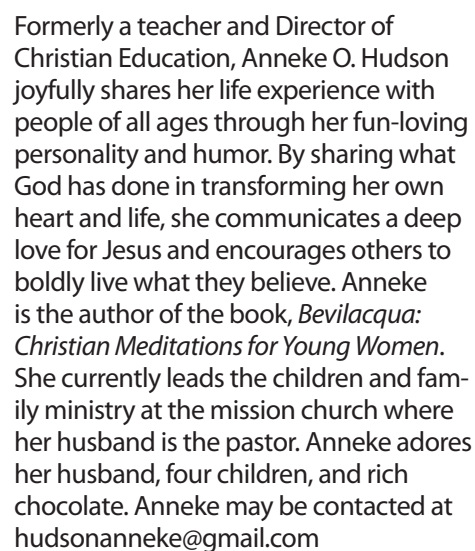 Formerly a teacher and Director of
Christian Education, Anneke O. Hudson
joyfully shares her life experience with
people of all ages through her fun-loving
personality and humor. By sharing what
God has done in transforming her own
heart and life, she communicates a deep
love for Jesus and encourages others to
boldly live what they believe. Anneke
is the author of the book, Bevilacqua:
Christian Meditations for Young Women.
She currently leads the children and fam-
ily ministry at the mission church where
her husband is the pastor. Anneke adores
her husband, four children, and rich
chocolate. Anneke may be contacted at
hudsonanneke@gmail.com